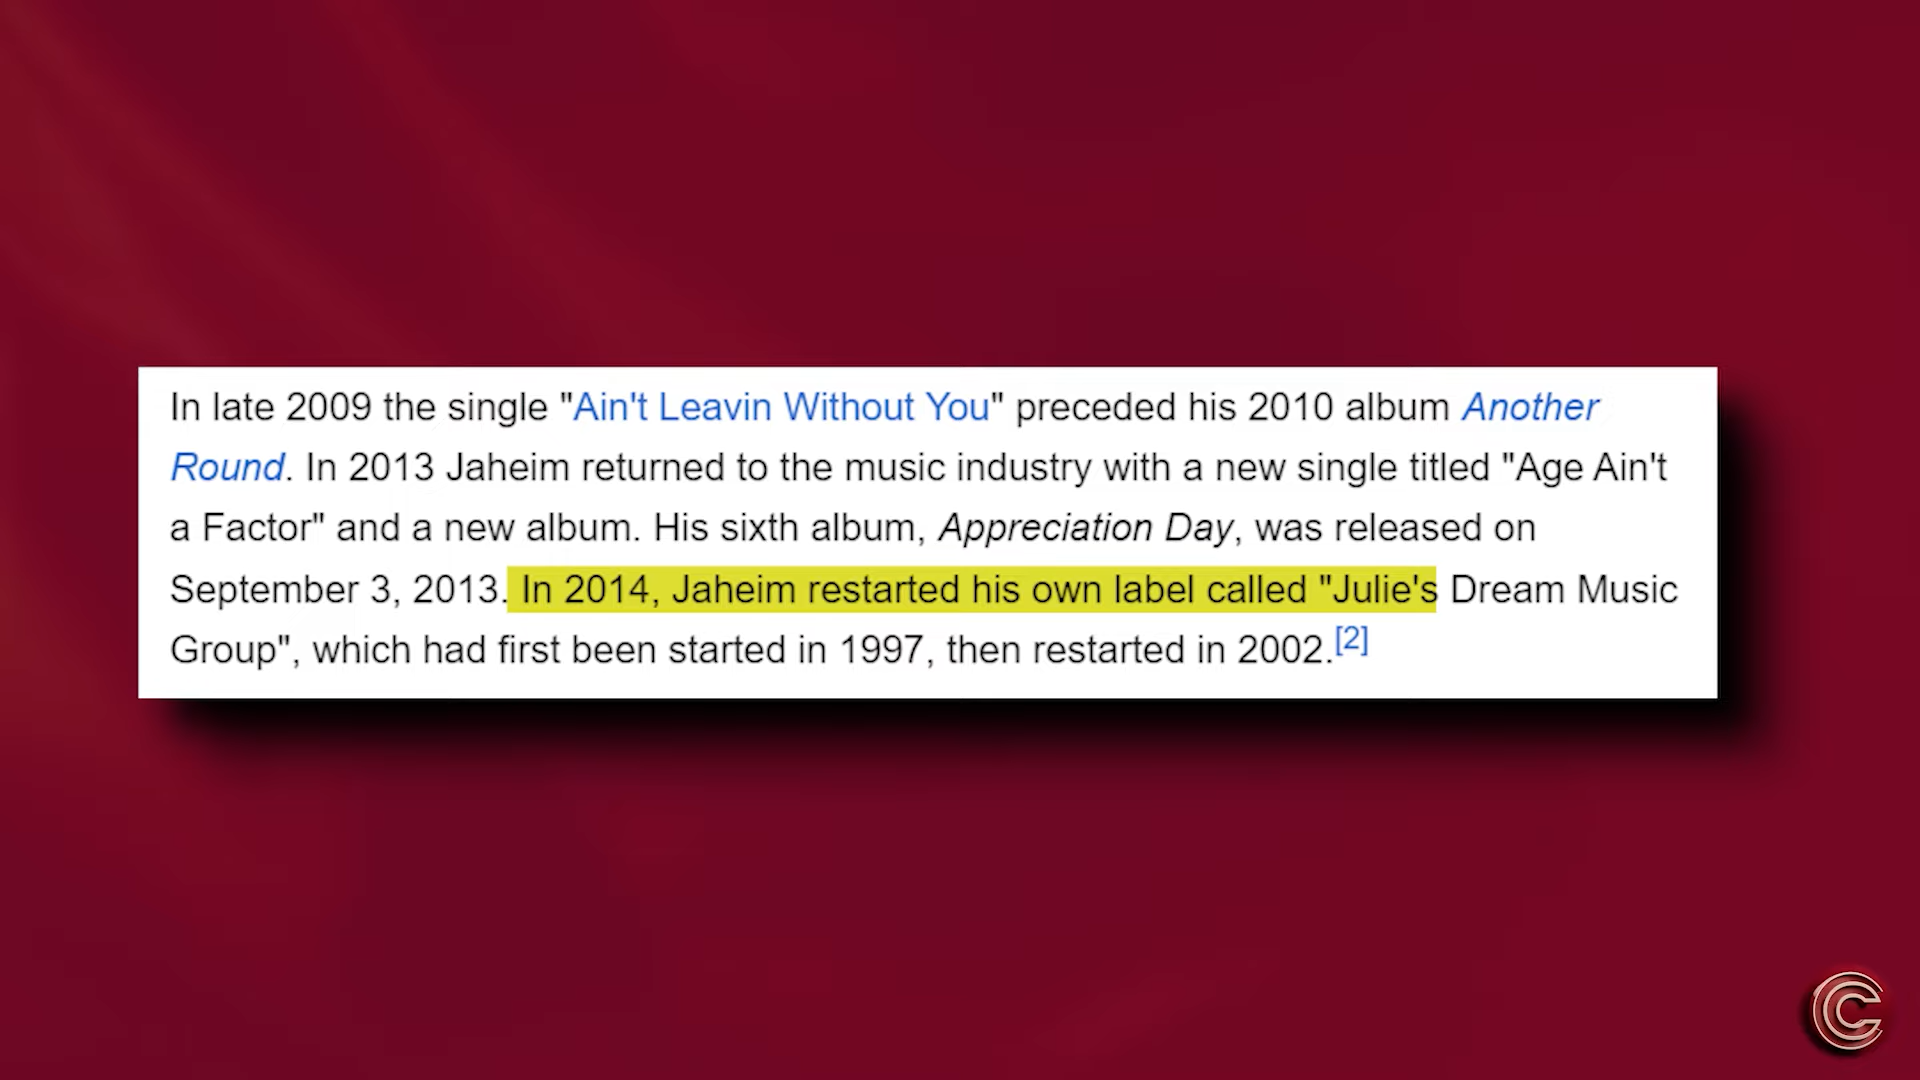 In late 2009 the single "Ain't Leavin Without You" preceded his 2010 album Another
Round. In 2013 Jaheim returned to the music industry with a new single titled "Age Ain't
a Factor" and a new album. His sixth album, Appreciation Day, was released on
September 3, 2013. In 2014, Jaheim restarted his own label called "Julie's Dream Music
Group", which had first been started in 1997, then restarted in 2002.[2]